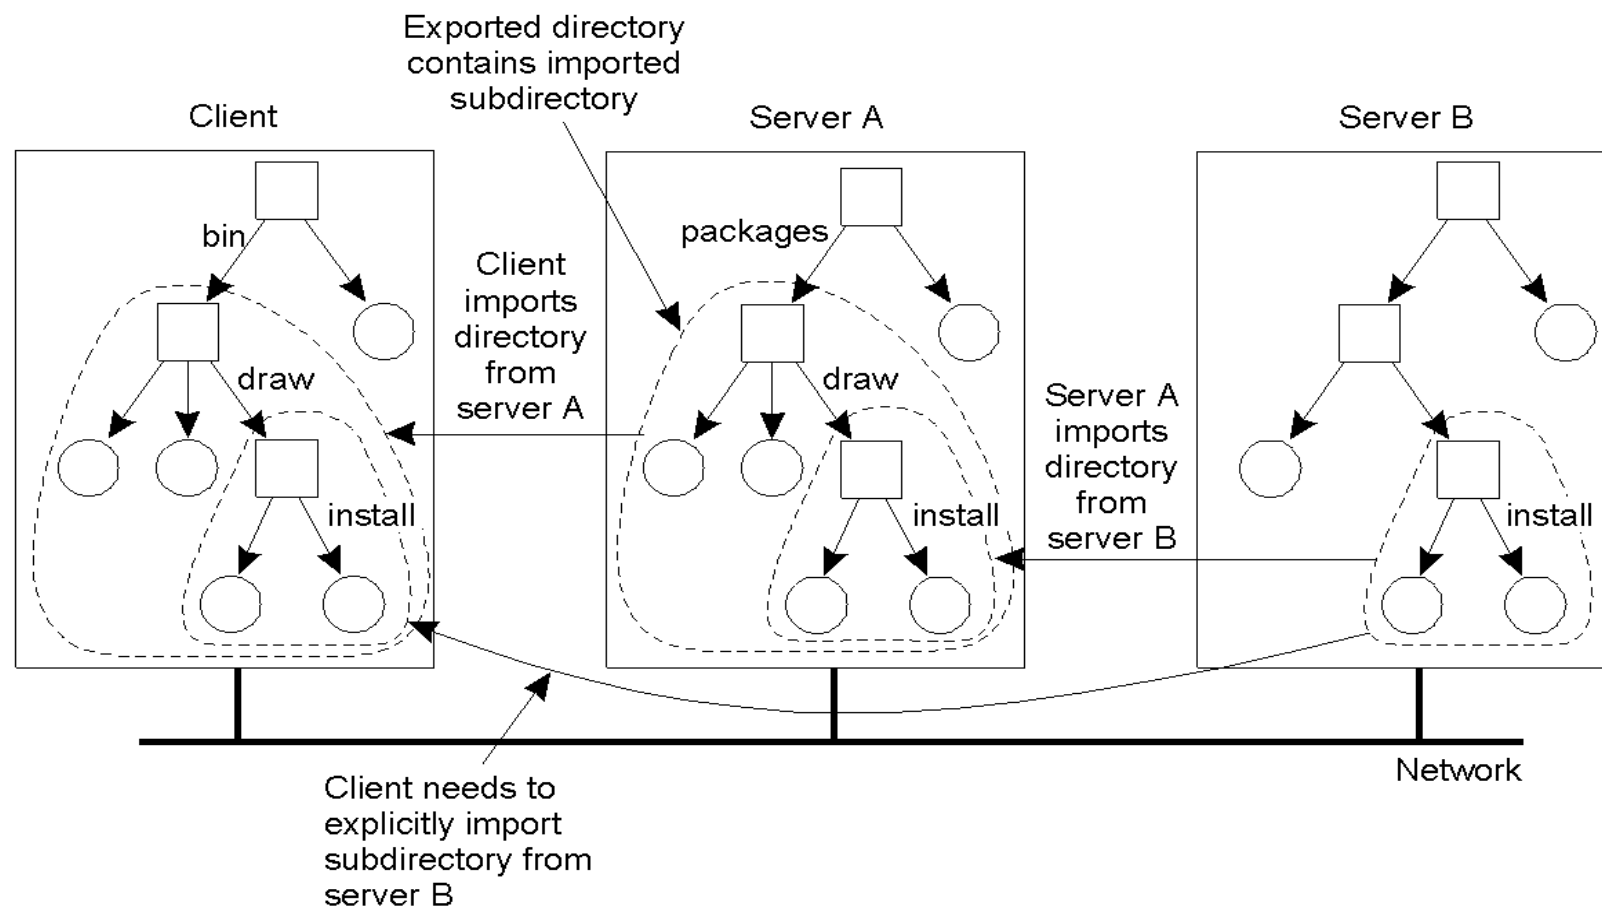 Exported directory
contains imported
subdirectory
Client
Server A
Server B
bin
packages
Client
imports
directory
from
server A
draw
draw
Server A
imports
directory
from
server B
install
install
install
Network
Client needs to
explicitly import
subdirectory from
server B